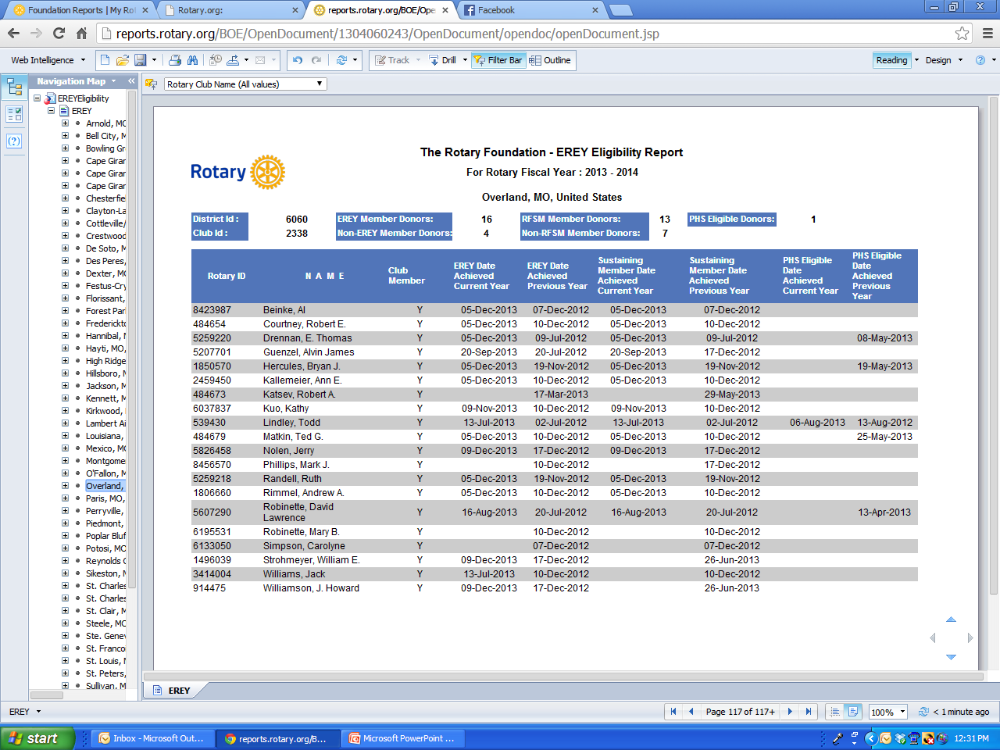 Foundation Reports | My Rot
Rotary.org:
reports.rotary.org/BOE/Ope
Facebook
reports.rotary.org/BOE/OpenDocument/1304060243/OpenDocument/opendoc/openDocument.jsp
Web Intelligence
Track
Drill
Filter Bar
Outline
Reading
Design
Navigation Map
Rotary Club Name (All values)
EREYEligibility
EREY
Arnold, MO
Bell City, M
Bowling Gr
Cape Girar
Cape Girar
Cape Girar
Chesterfie
Clayton-La
Cottleville/
Crestwood
De Soto, M
Des Peres,
Dexter, MO
Festus-Cry
Florissant,
Forest Park
Fredericktо
Hannibal, M
Hayti, MO,
High Ridge
Hillsboro, M
Jackson, M
Kennett, M
Kirkwood,
Lambert Ai
Louisiana,
Mexico, MO
Montgome
O'Fallon, M
Overland,
Paris, MO,
Perryville,
Piedmont,
Poplar Bluf
Potosi, MO
Reynolds C
Sikeston, M
St. Charles
St. Charles
St. Clair, M
Steele, MO
Ste. Genev
St. Franco
St. Louis, M
St. Peters,
Sullivan, M
Rotary
The Rotary Foundation - EREY Eligibility Report
For Rotary Fiscal Year : 2013 - 2014
Overland, MO, United States
District Id : 6060 EREY Member Donors: 16 RFSM Member Donors: 13 PHS Eligible Donors: 1
Club Id : 2338 Non-EREY Member Donors: 4 Non-RFSM Member Donors: 7
Rotary ID N A M E Club Member EREY Date Achieved Current Year EREY Date Achieved Previous Year Sustaining Member Date Achieved Current Year Sustaining Member Date Achieved Previous Year PHS Eligible Date Achieved Current Year PHS Eligible Date Achieved Previous Year
8423987 Beinke, Al Y 05-Dec-2013 07-Dec-2012 05-Dec-2013 07-Dec-2012
484654 Courtney, Robert E. Y 05-Dec-2013 10-Dec-2012 05-Dec-2013 10-Dec-2012
5259220 Drennan, E. Thomas Y 05-Dec-2013 09-Jul-2012 05-Dec-2013 09-Jul-2012 08-May-2013
5207701 Guenzel, Alvin James Y 20-Sep-2013 20-Jul-2012 20-Sep-2013 17-Dec-2012
1850570 Hercules, Bryan J. Y 05-Dec-2013 19-Nov-2012 05-Dec-2013 19-Nov-2012 19-May-2013
2459450 Kallemeier, Ann E. Y 05-Dec-2013 10-Dec-2012 05-Dec-2013 10-Dec-2012
484673 Katsev, Robert A. Y 17-Mar-2013 29-May-2013
6037837 Kuo, Kathy Y 09-Nov-2013 10-Dec-2012 09-Nov-2013 10-Dec-2012
539430 Lindley, Todd Y 13-Jul-2013 02-Jul-2012 13-Jul-2013 02-Jul-2012 06-Aug-2013 13-Aug-2012
484679 Matkin, Ted G. Y 05-Dec-2013 10-Dec-2012 05-Dec-2013 10-Dec-2012 25-May-2013
5826458 Nolen, Jerry Y 09-Dec-2013 17-Dec-2012 09-Dec-2013 17-Dec-2012
8456570 Phillips, Mark J. Y 10-Dec-2012 17-Dec-2012
5259218 Randell, Ruth Y 05-Dec-2013 19-Nov-2012 05-Dec-2013 19-Nov-2012
1806660 Rimmel, Andrew A. Y 05-Dec-2013 10-Dec-2012 05-Dec-2013 10-Dec-2012
5607290 Robinette, David Lawrence Y 16-Aug-2013 20-Jul-2012 16-Aug-2013 20-Jul-2012 13-Apr-2013
6195531 Robinette, Mary B. Y 10-Dec-2012 10-Dec-2012
6133050 Simpson, Carolyne Y 07-Dec-2012 07-Dec-2012
1496039 Strohmeyer, William E. Y 09-Dec-2013 17-Dec-2012 26-Jun-2013
3414004 Williams, Jack Y 13-Jul-2013 10-Dec-2012 10-Dec-2012
914475 Williamson, J. Howard Y 09-Dec-2013 17-Dec-2012 26-Jun-2013
EREY
EREY
Page 117 of 117+
100%
< 1 minute ago
start
Inbox - Microsoft Out...
reports.rotary.org/B...
Microsoft PowerPoint ...
12:31 PM